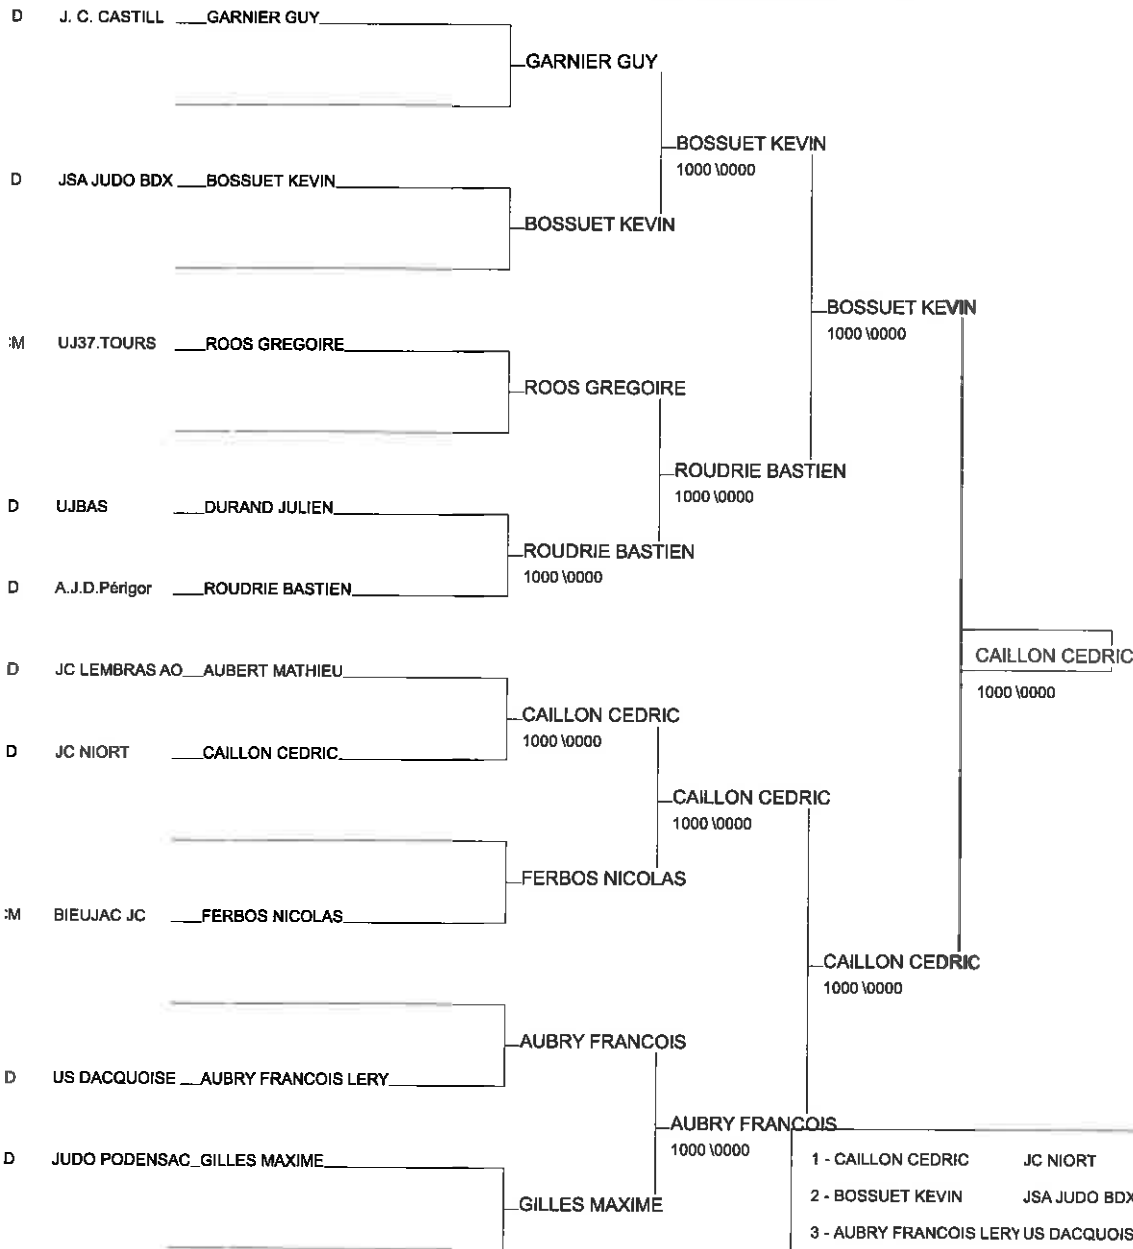 D J. C. CASTILL GARNIER GUY
GARNIER GUY
BOSSUET KEVIN
1000 \0000
D JSA JUDO BDX BOSSUET KEVIN
BOSSUET KEVIN
BOSSUET KEVIN
1000 \0000
:M UJ37.TOURS ROOS GREGOIRE
ROOS GREGOIRE
ROUDRIE BASTIEN
1000 \0000
D UJBAS DURAND JULIEN
ROUDRIE BASTIEN
1000 \0000
D A.J.D.Périgor ROUDRIE BASTIEN
CAILLON CEDRIC
1000 \0000
D JC LEMBRAS AO AUBERT MATHIEU
CAILLON CEDRIC
1000 \0000
D JC NIORT CAILLON CEDRIC
CAILLON CEDRIC
1000 \0000
FERBOS NICOLAS
:M BIEUJAC JC FERBOS NICOLAS
CAILLON CEDRIC
1000 \0000
AUBRY FRANCOIS
D US DACQUOISE AUBRY FRANCOIS LERY
AUBRY FRANCOIS
1000 \0000
D JUDO PODENSAC GILLES MAXIME
GILLES MAXIME
1 - CAILLON CEDRIC JC NIORT
2 - BOSSUET KEVIN JSA JUDO BDX
3 - AUBRY FRANCOIS LERY US DACQUOIS